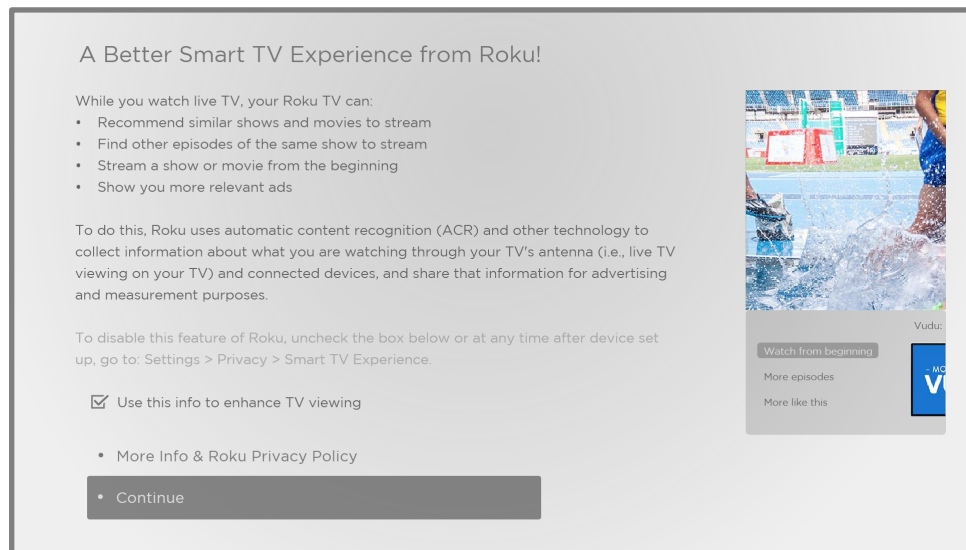 A Better Smart TV Experience from Roku!
While you watch live TV, your Roku TV can:
• Recommend similar shows and movies to stream
• Find other episodes of the same show to stream
• Stream a show or movie from the beginning
• Show you more relevant ads
To do this, Roku uses automatic content recognition (ACR) and other technology to
collect information about what you are watching through your TV's antenna (i.e., live TV
viewing on your TV) and connected devices, and share that information for advertising
and measurement purposes.
To disable this feature of Roku, uncheck the box below or at any time after device set
up, go to: Settings > Privacy > Smart TV Experience.
Use this info to enhance TV viewing
• More Info & Roku Privacy Policy
• Continue
Vudu:
Watch from beginning
More episodes
More like this